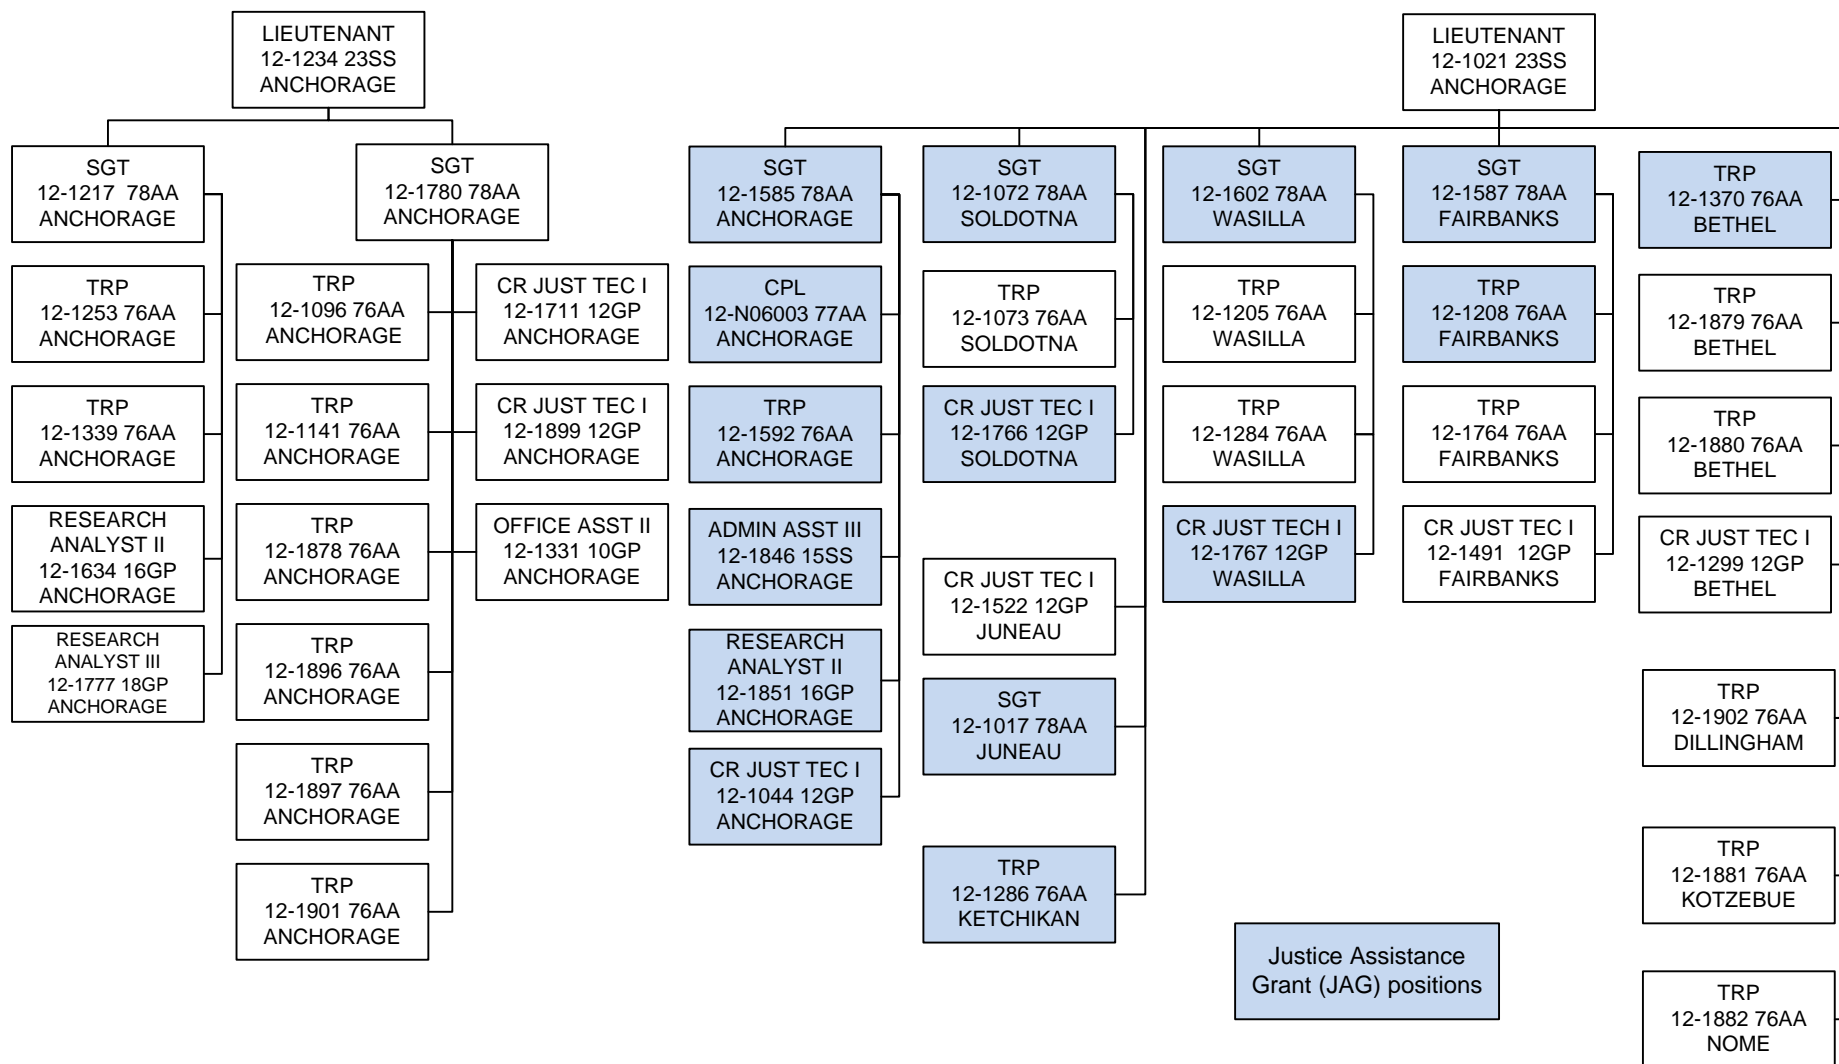 LIEUTENANT
12-1234 23SS
ANCHORAGE
SGT
12-1217  78AA
ANCHORAGE
TRP
12-1253 76AA
ANCHORAGE
TRP
12-1339 76AA
ANCHORAGE
RESEARCH
ANALYST II
12-1634 16GP
ANCHORAGE
RESEARCH
ANALYST III
12-1777 18GP
ANCHORAGE
SGT
12-1780 78AA
ANCHORAGE
TRP
12-1096 76AA
ANCHORAGE
TRP
12-1141 76AA
ANCHORAGE
TRP
12-1878 76AA
ANCHORAGE
TRP
12-1896 76AA
ANCHORAGE
TRP
12-1897 76AA
ANCHORAGE
TRP
12-1901 76AA
ANCHORAGE
CR JUST TEC I
12-1711 12GP
ANCHORAGE
CR JUST TEC I
12-1899 12GP
ANCHORAGE
OFFICE ASST II
12-1331 10GP
ANCHORAGE
LIEUTENANT
12-1021 23SS
ANCHORAGE
SGT
12-1585 78AA
ANCHORAGE
CPL
12-N06003 77AA
ANCHORAGE
TRP
12-1592 76AA
ANCHORAGE
ADMIN ASST III
12-1846 15SS
ANCHORAGE
RESEARCH
ANALYST II
12-1851 16GP
ANCHORAGE
CR JUST TEC I
12-1044 12GP
ANCHORAGE
SGT
12-1072 78AA
SOLDOTNA
TRP
12-1073 76AA
SOLDOTNA
CR JUST TEC I
12-1766 12GP
SOLDOTNA
CR JUST TEC I
12-1522 12GP
JUNEAU
SGT
12-1017 78AA
JUNEAU
TRP
12-1286 76AA
KETCHIKAN
SGT
12-1602 78AA
WASILLA
TRP
12-1205 76AA
WASILLA
TRP
12-1284 76AA
WASILLA
CR JUST TECH I
12-1767 12GP
WASILLA
SGT
12-1587 78AA
FAIRBANKS
TRP
12-1208 76AA
FAIRBANKS
TRP
12-1764 76AA
FAIRBANKS
CR JUST TEC I
12-1491  12GP
FAIRBANKS
TRP
12-1370 76AA
BETHEL
TRP
12-1879 76AA
BETHEL
TRP
12-1880 76AA
BETHEL
CR JUST TEC I
12-1299 12GP
BETHEL
TRP
12-1902 76AA
DILLINGHAM
TRP
12-1881 76AA
KOTZEBUE
TRP
12-1882 76AA
NOME
Justice Assistance
Grant (JAG) positions